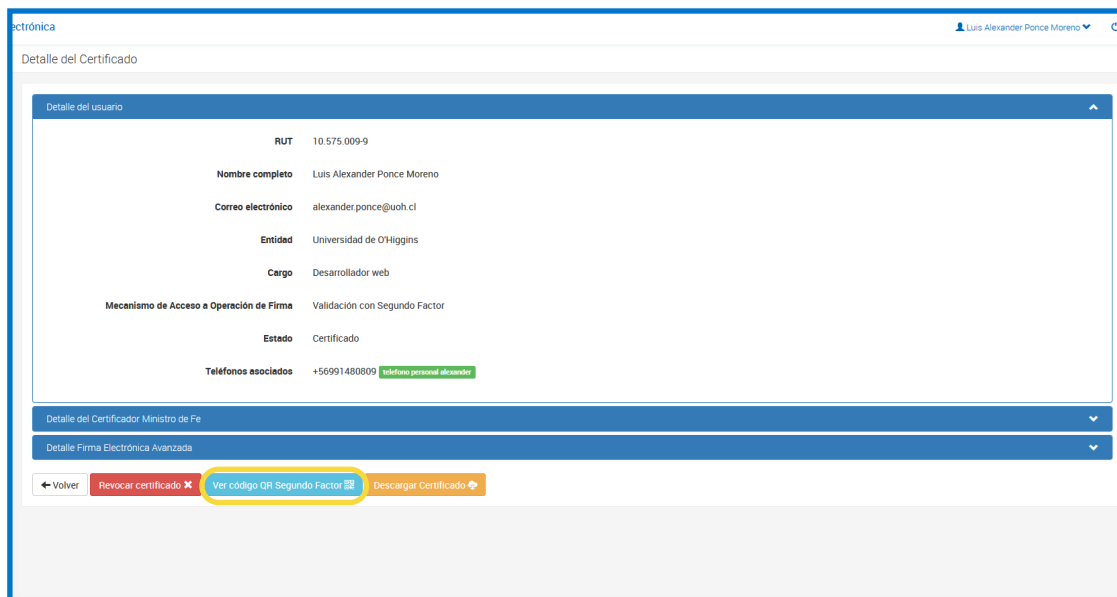 ectrónica
Luis Alexander Ponce Moreno
Detalle del Certificado
Detalle del usuario
RUT 10.575.009-9
Nombre completo Luis Alexander Ponce Moreno
Correo electrónico alexander.ponce@uoh.cl
Entidad Universidad de O'Higgins
Cargo Desarrollador web
Mecanismo de Acceso a Operación de Firma Validación con Segundo Factor
Estado Certificado
Teléfonos asociados +56991480809 telefono personal alexander
Detalle del Certificador Ministro de Fe
Detalle Firma Electrónica Avanzada
Volver Revocar certificado Ver código QR Segundo Factor Descargar Certificado